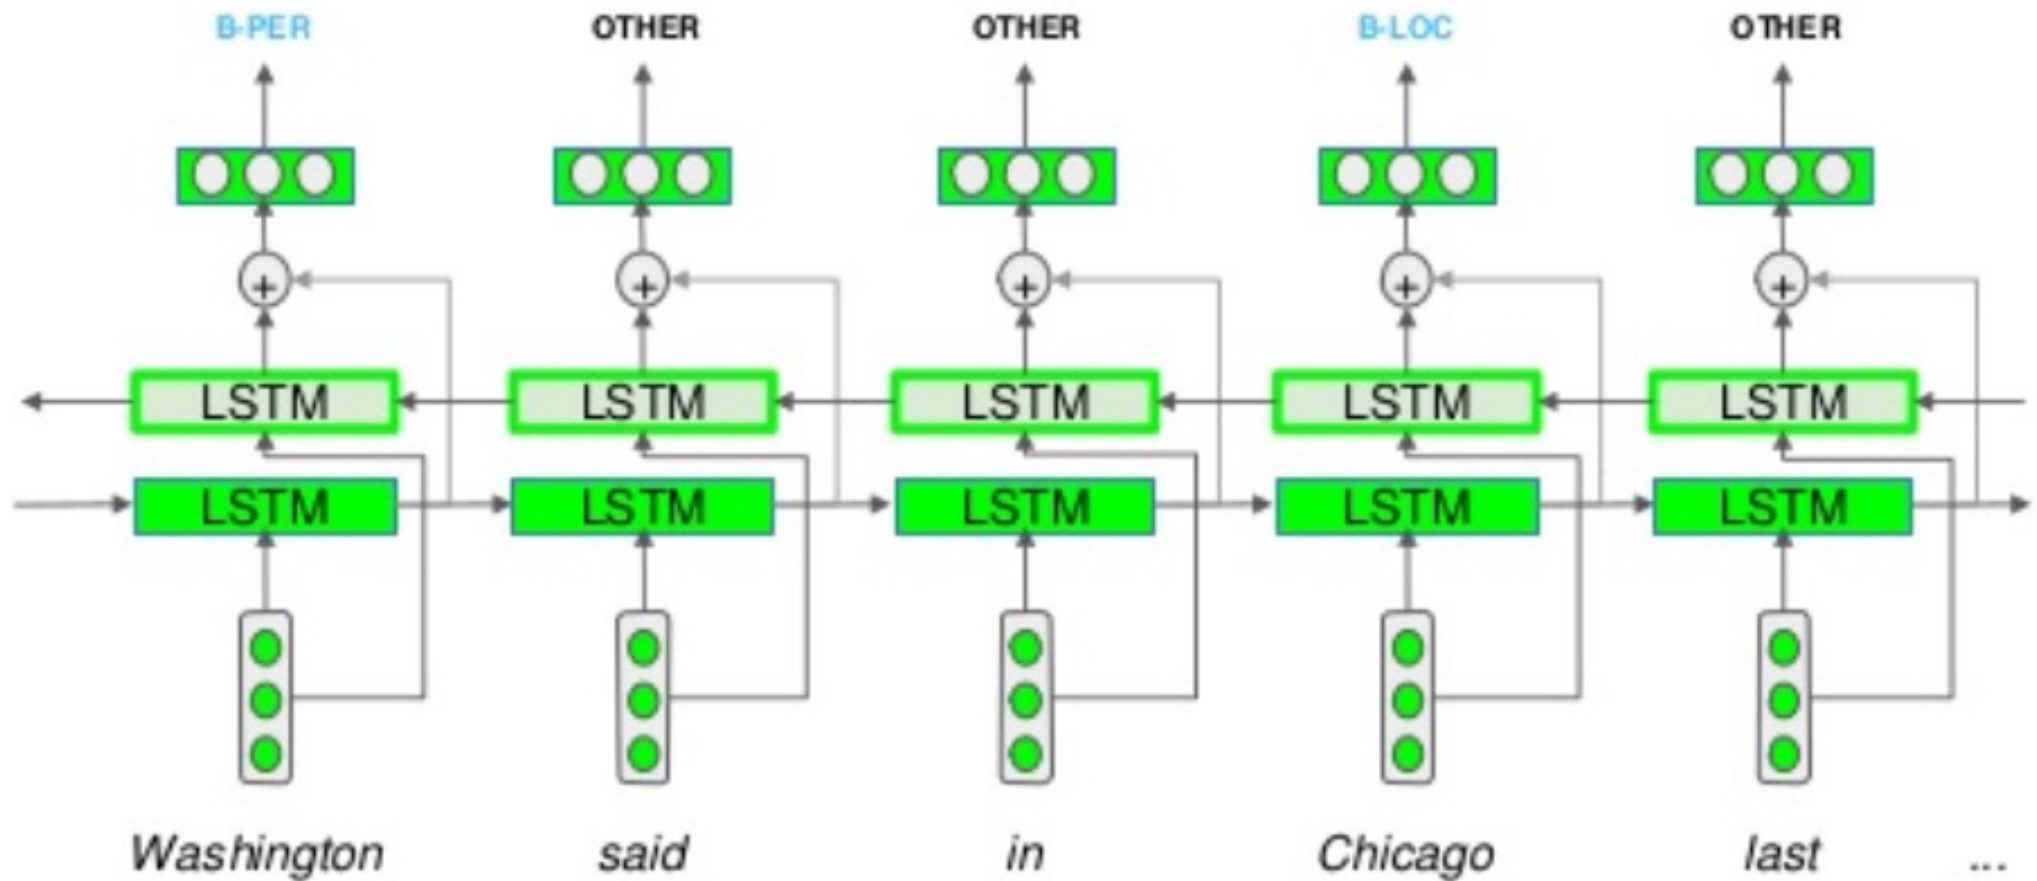 B-PER OTHER OTHER B-LOC OTHER
+ + + + +
LSTM LSTM LSTM LSTM LSTM
LSTM LSTM LSTM LSTM LSTM
Washington said in Chicago last ...